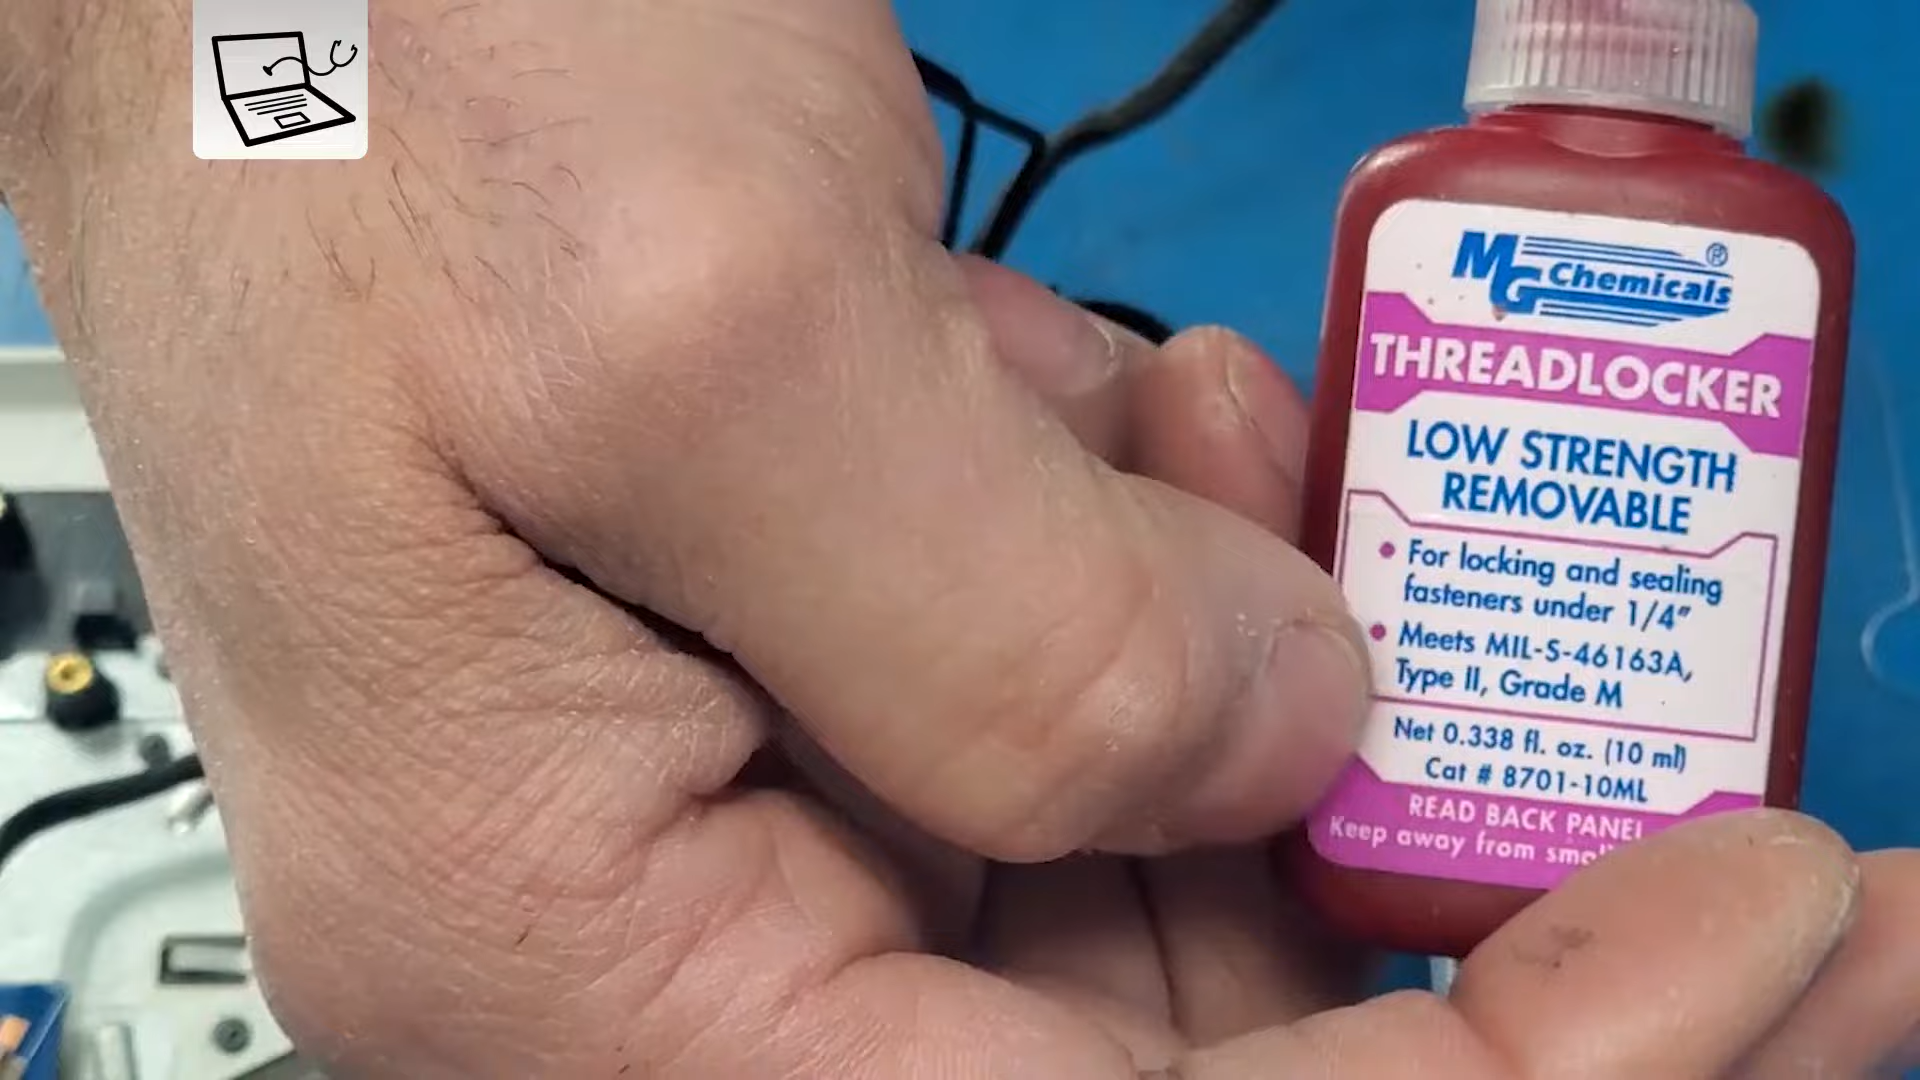 MG Chemicals ®
THREADLOCKER
LOW STRENGTH
REMOVABLE
• For locking and sealing
fasteners under 1/4"
• Meets MIL-S-46163A,
Type II, Grade M
Net 0.338 fl. oz. (10 ml)
Cat # 8701-10ML
READ BACK PANEL
Keep away from